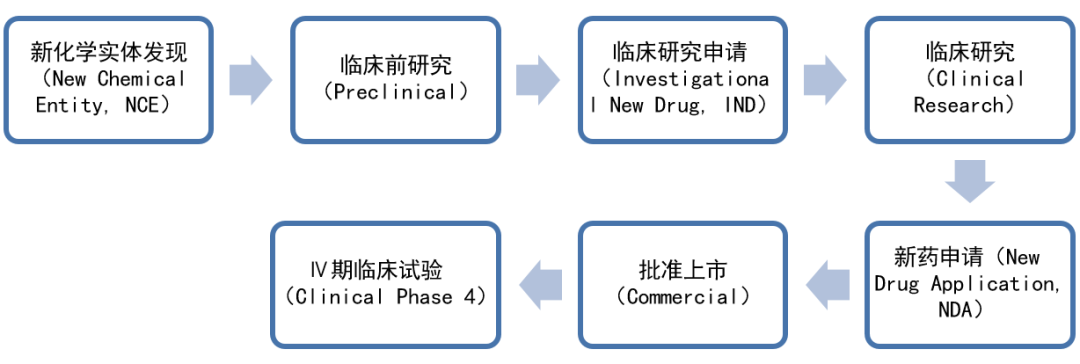 新化学实体发现
（New Chemical
Entity, NCE）
临床前研究
（Preclinical）
临床研究申请
（Investigationa
l New Drug, IND）
临床研究
（Clinical
Research）
新药申请（New
Drug Application,
NDA）
批准上市
（Commercial）
Ⅳ期临床试验
（Clinical Phase 4）